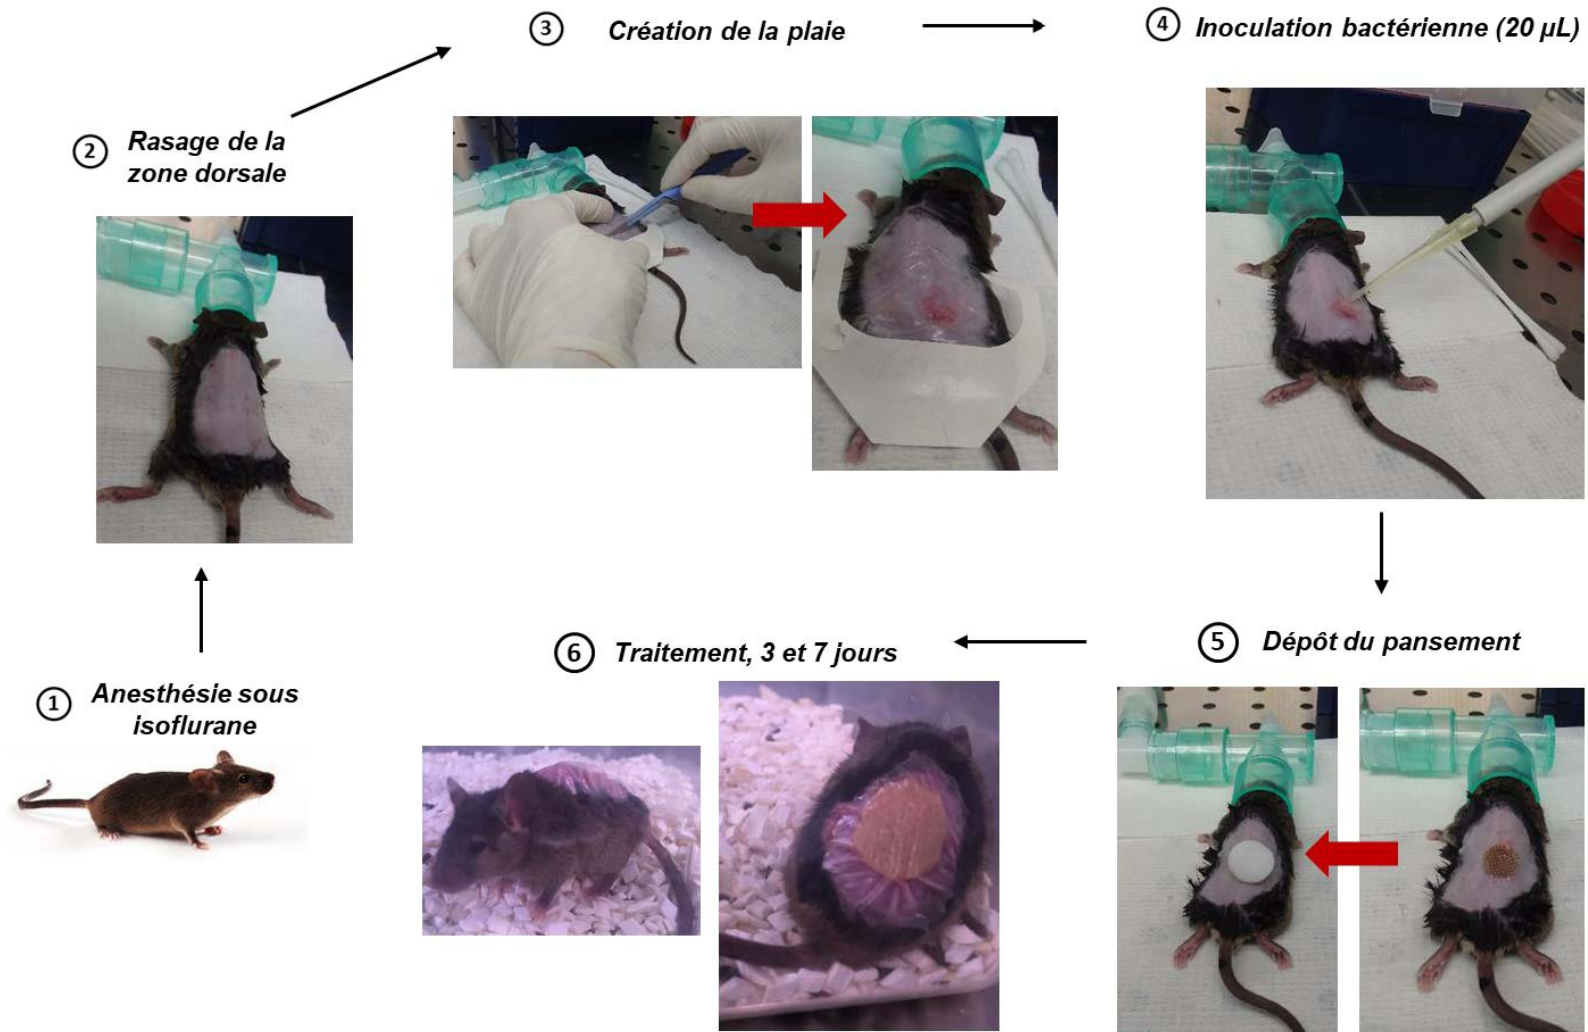 ① Anesthésie sous
isoflurane
② Rasage de la
zone dorsale
③ Création de la plaie
④ Inoculation bactérienne (20 µL)
⑤ Dépôt du pansement
⑥ Traitement, 3 et 7 jours